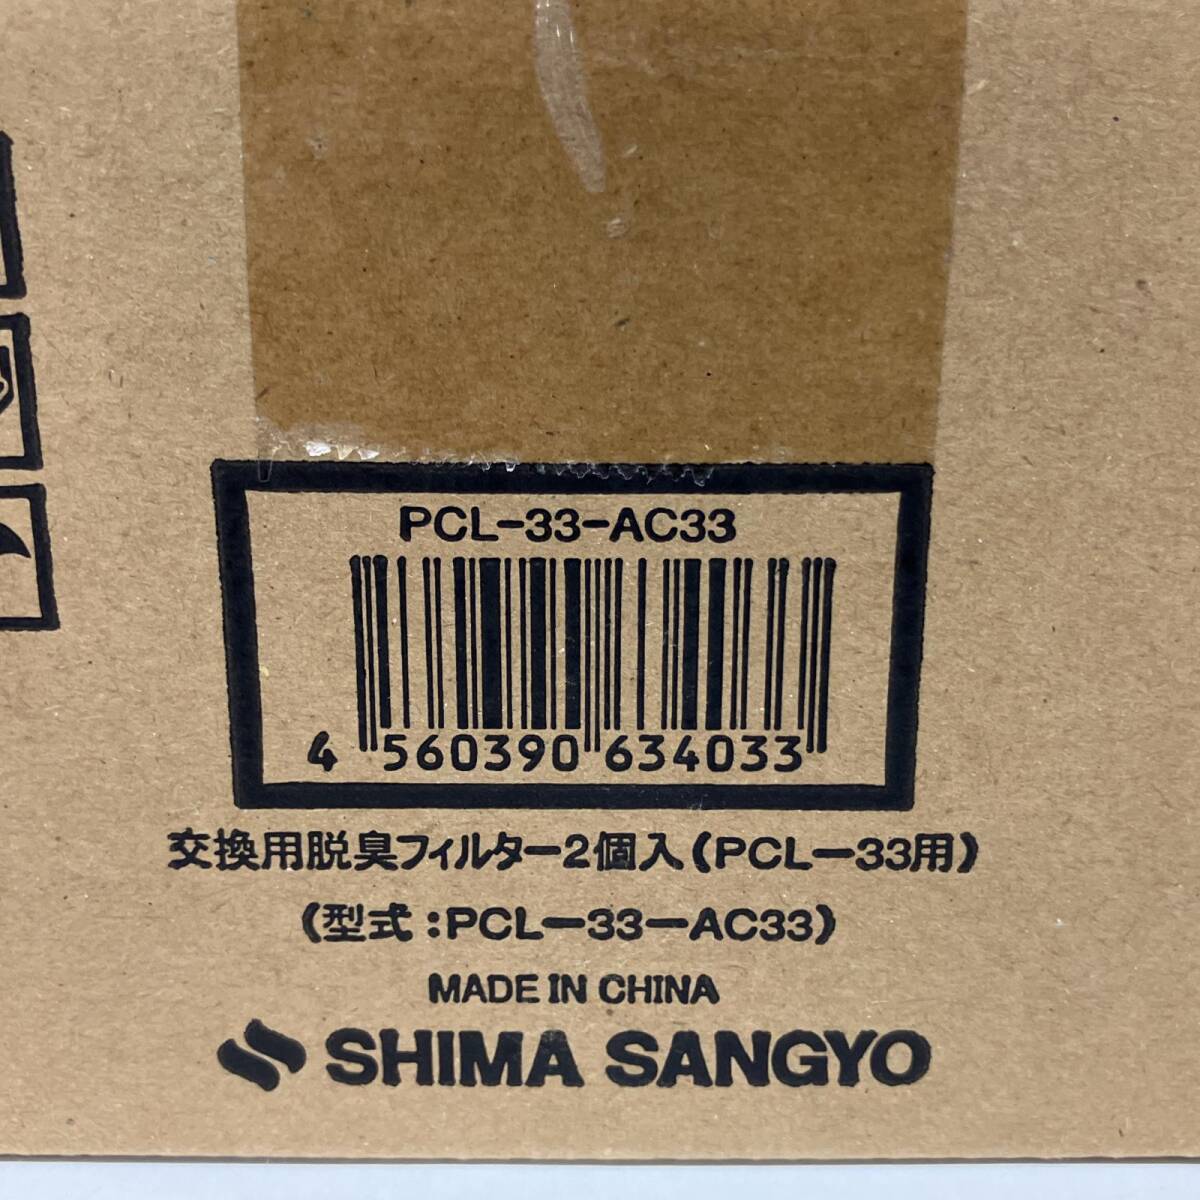 PCL-33-AC33
4 560390 634033
交換用脱臭フィルター2個入(PCL-33用)
(型式:PCL-33-AC33)
MADE IN CHINA
SHIMA SANGYO